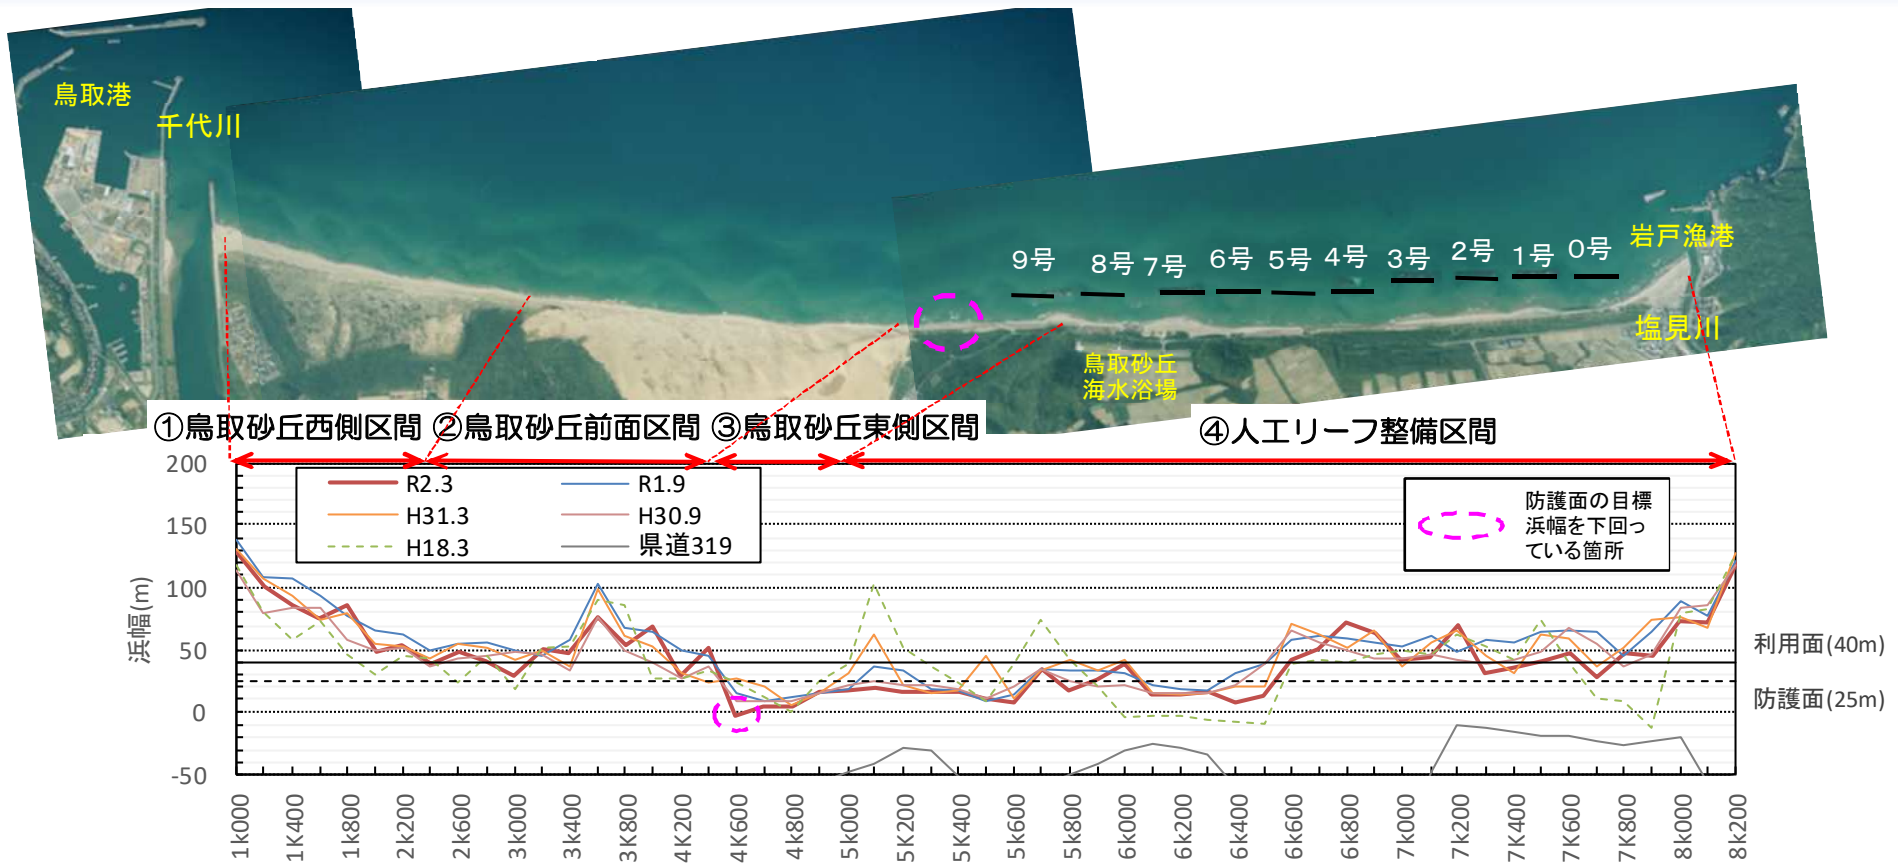 鳥取港
千代川
9号 8号 7号 6号 5号 4号 3号 2号 1号 0号
岩戸漁港
塩見川
鳥取砂丘
海水浴場
①鳥取砂丘西側区間 ②鳥取砂丘前面区間 ③鳥取砂丘東側区間 ④人工リーフ整備区間
200
150
100
50
0
-50
浜幅(m)
R2.3 R1.9
H31.3 H30.9
H18.3 県道319
防護面の目標
浜幅を下回っ
ている箇所
利用面(40m)
防護面(25m)
1k000 1K400 1k800 2k200 2k600 3k000 3k400 3K800 4K200 4K600 4k800 5k000 5K200 5K400 5k600 5k800 6k000 6k200 6K400 6K600 6K800 7k000 7k200 7K400 7K600 7K800 8k000 8k200